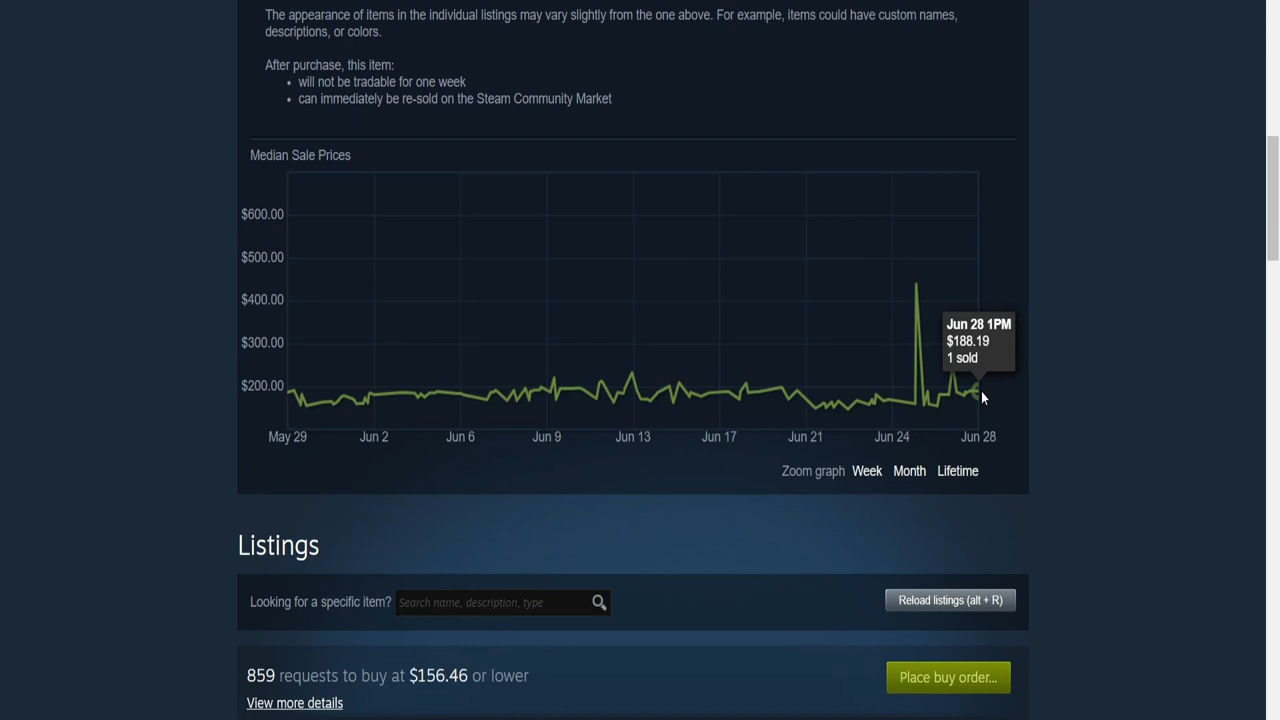 The appearance of items in the individual listings may vary slightly from the one above. For example, items could have custom names,
descriptions, or colors.
After purchase, this item:
• will not be tradable for one week
• can immediately be re-sold on the Steam Community Market
Median Sale Prices
$600.00
$500.00
$400.00
$300.00
$200.00
Jun 28 1PM
$188.19
1 sold
May 29 Jun 2 Jun 6 Jun 9 Jun 13 Jun 17 Jun 21 Jun 24 Jun 28
Zoom graph Week Month Lifetime
Listings
Looking for a specific item? Search name, description, type Reload listings (alt + R)
859 requests to buy at $156.46 or lower Place buy order...
View more details